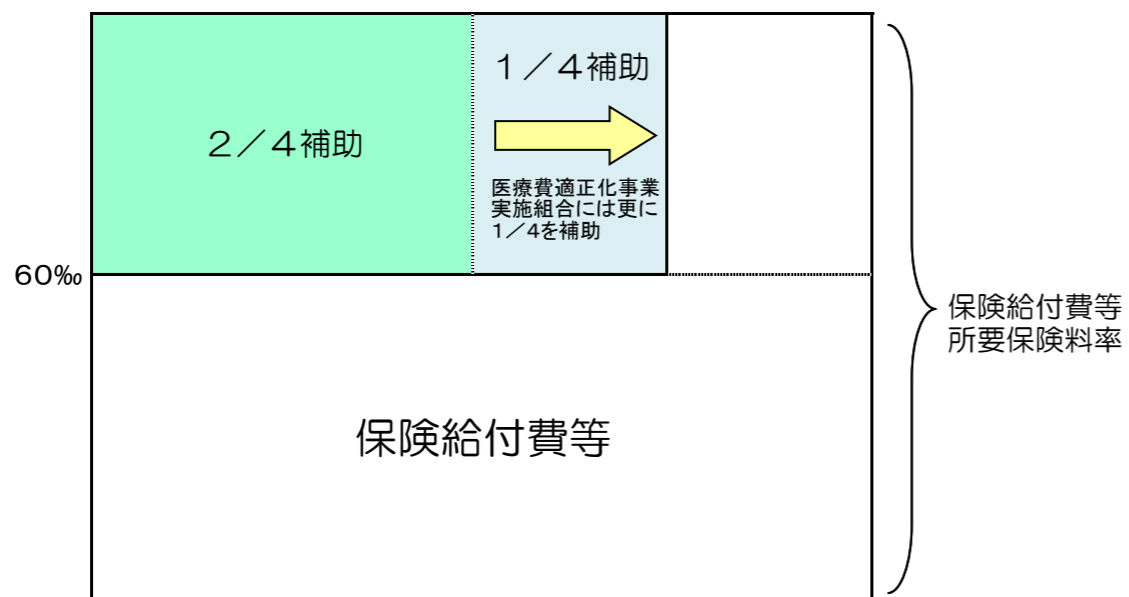 1／4補助
2／4補助
医療費適正化事業
実施組合には更に
1／4を補助
60‰
保険給付費等
所要保険料率
保険給付費等